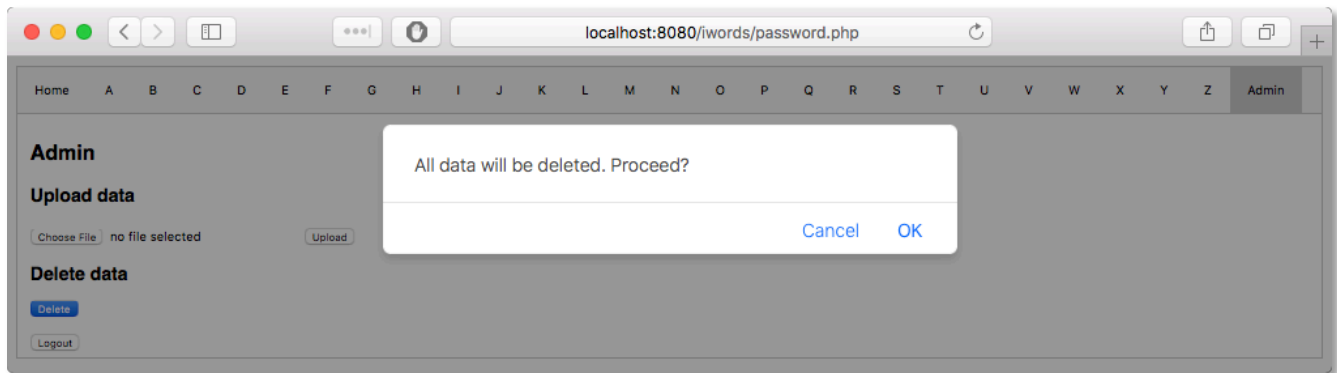 localhost:8080/iwords/password.php
Home A B C D E F G H I J K L M N O P Q R S T U V W X Y Z Admin
Admin
All data will be deleted. Proceed?
Upload data
Choose File no file selected Upload
Cancel OK
Delete data
Delete
Logout